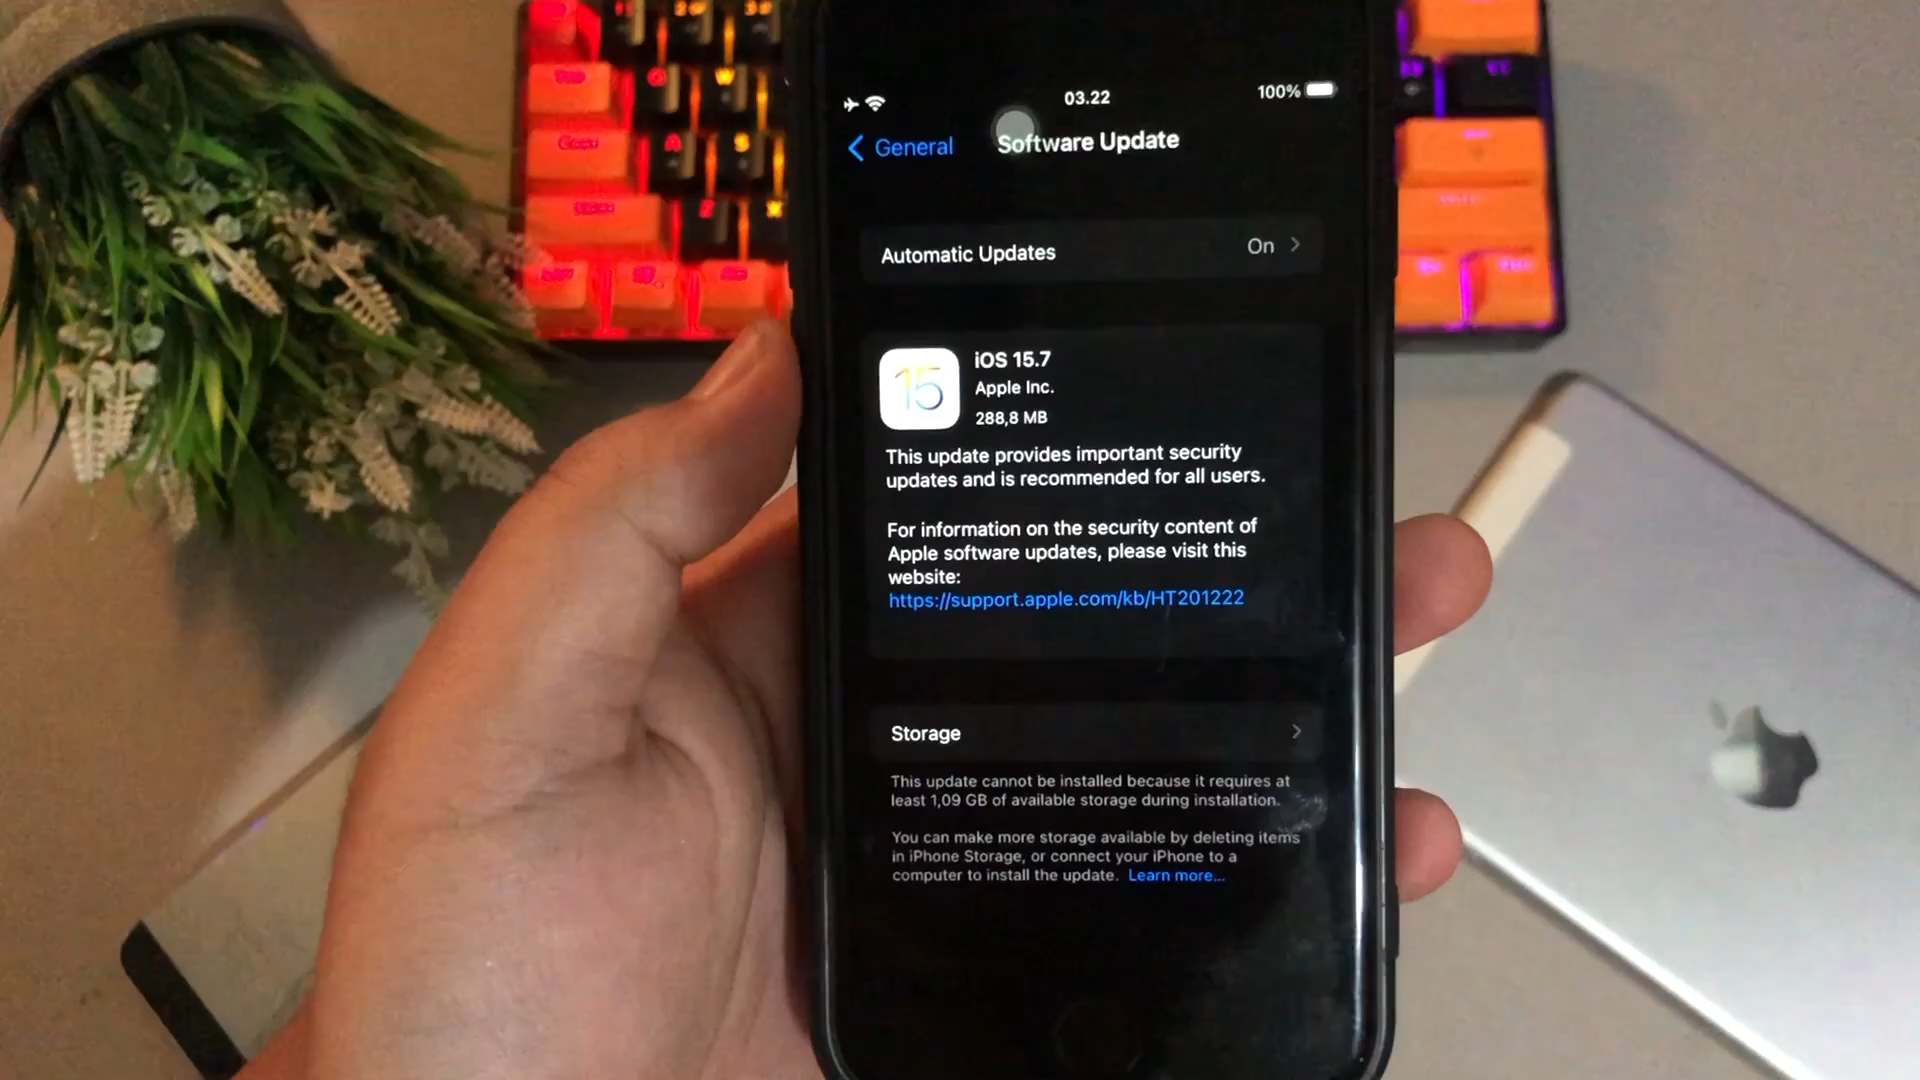 03.22
100%
General
Software Update
Automatic Updates
On
15
iOS 15.7
Apple Inc.
288,8 MB
This update provides important security
updates and is recommended for all users.
For information on the security content of
Apple software updates, please visit this
website:
https://support.apple.com/kb/HT201222
Storage
This update cannot be installed because it requires at
least 1,09 GB of available storage during installation.
You can make more storage available by deleting items
in iPhone Storage, or connect your iPhone to a
computer to install the update. Learn more...